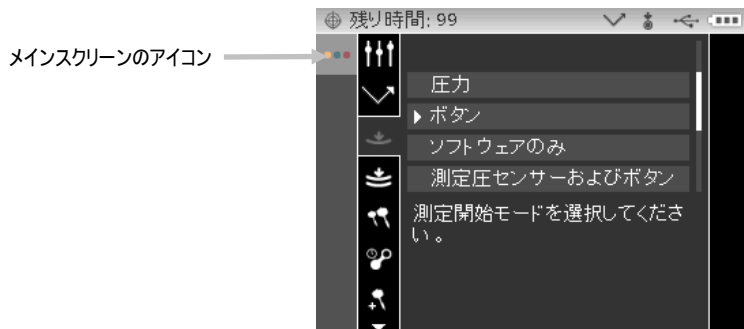 残り時間: 99
メインスクリーンのアイコン
圧力
ボタン
ソフトウェアのみ
測定圧センサーおよびボタン
測定開始モードを選択してくださ
い。